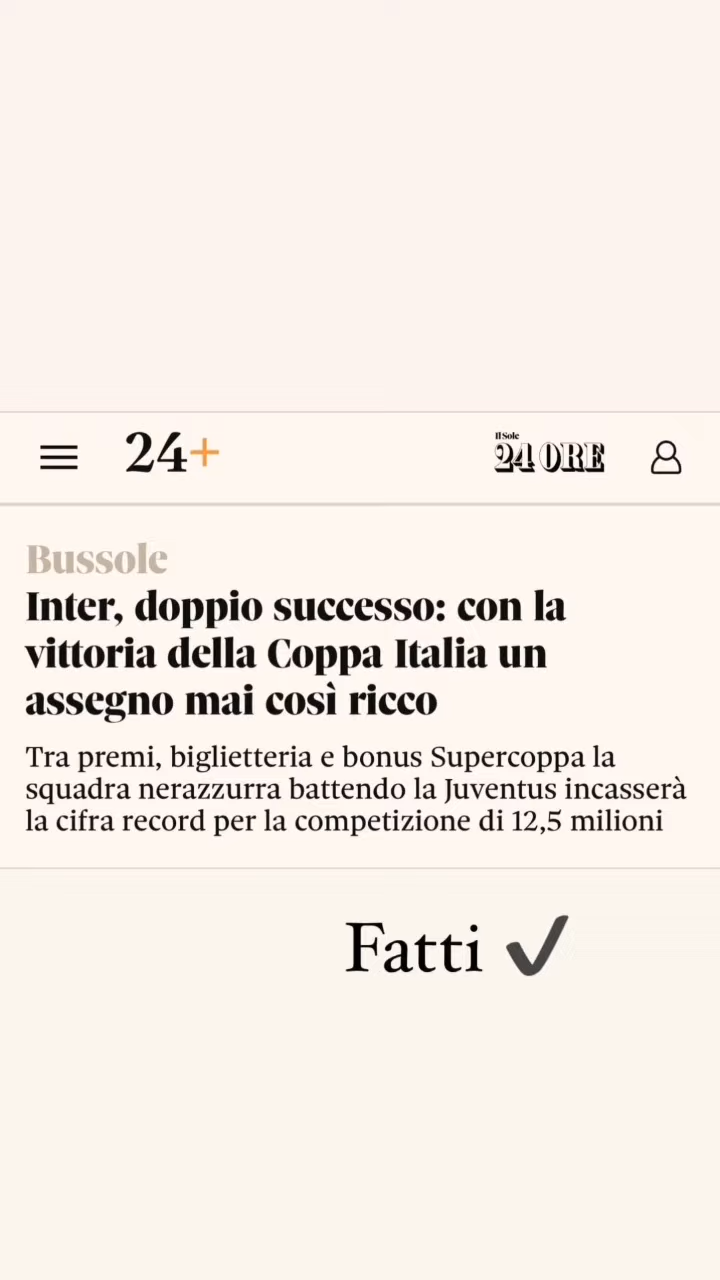 24+
Il Sole
24 ORE
Bussole
Inter, doppio successo: con la
vittoria della Coppa Italia un
assegno mai così ricco
Tra premi, biglietteria e bonus Supercoppa la
squadra nerazzurra battendo la Juventus incasserà
la cifra record per la competizione di 12,5 milioni
Fatti ✔